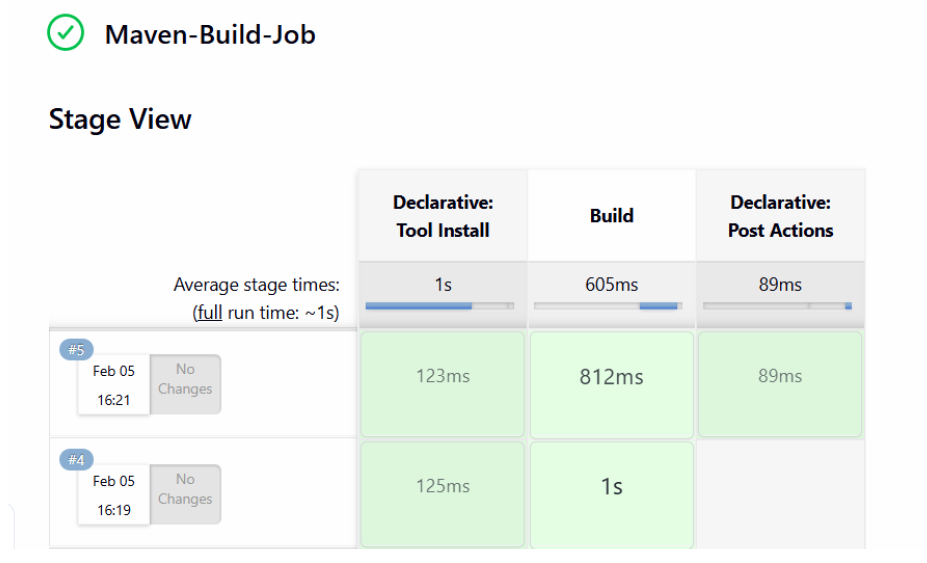 Maven-Build-Job
Stage View
Declarative:
Tool Install
Build
Declarative:
Post Actions
Average stage times:
(full run time: ~1s)
1s
605ms
89ms
#5
Feb 05
16:21
No
Changes
123ms
812ms
89ms
#4
Feb 05
16:19
No
Changes
125ms
1s